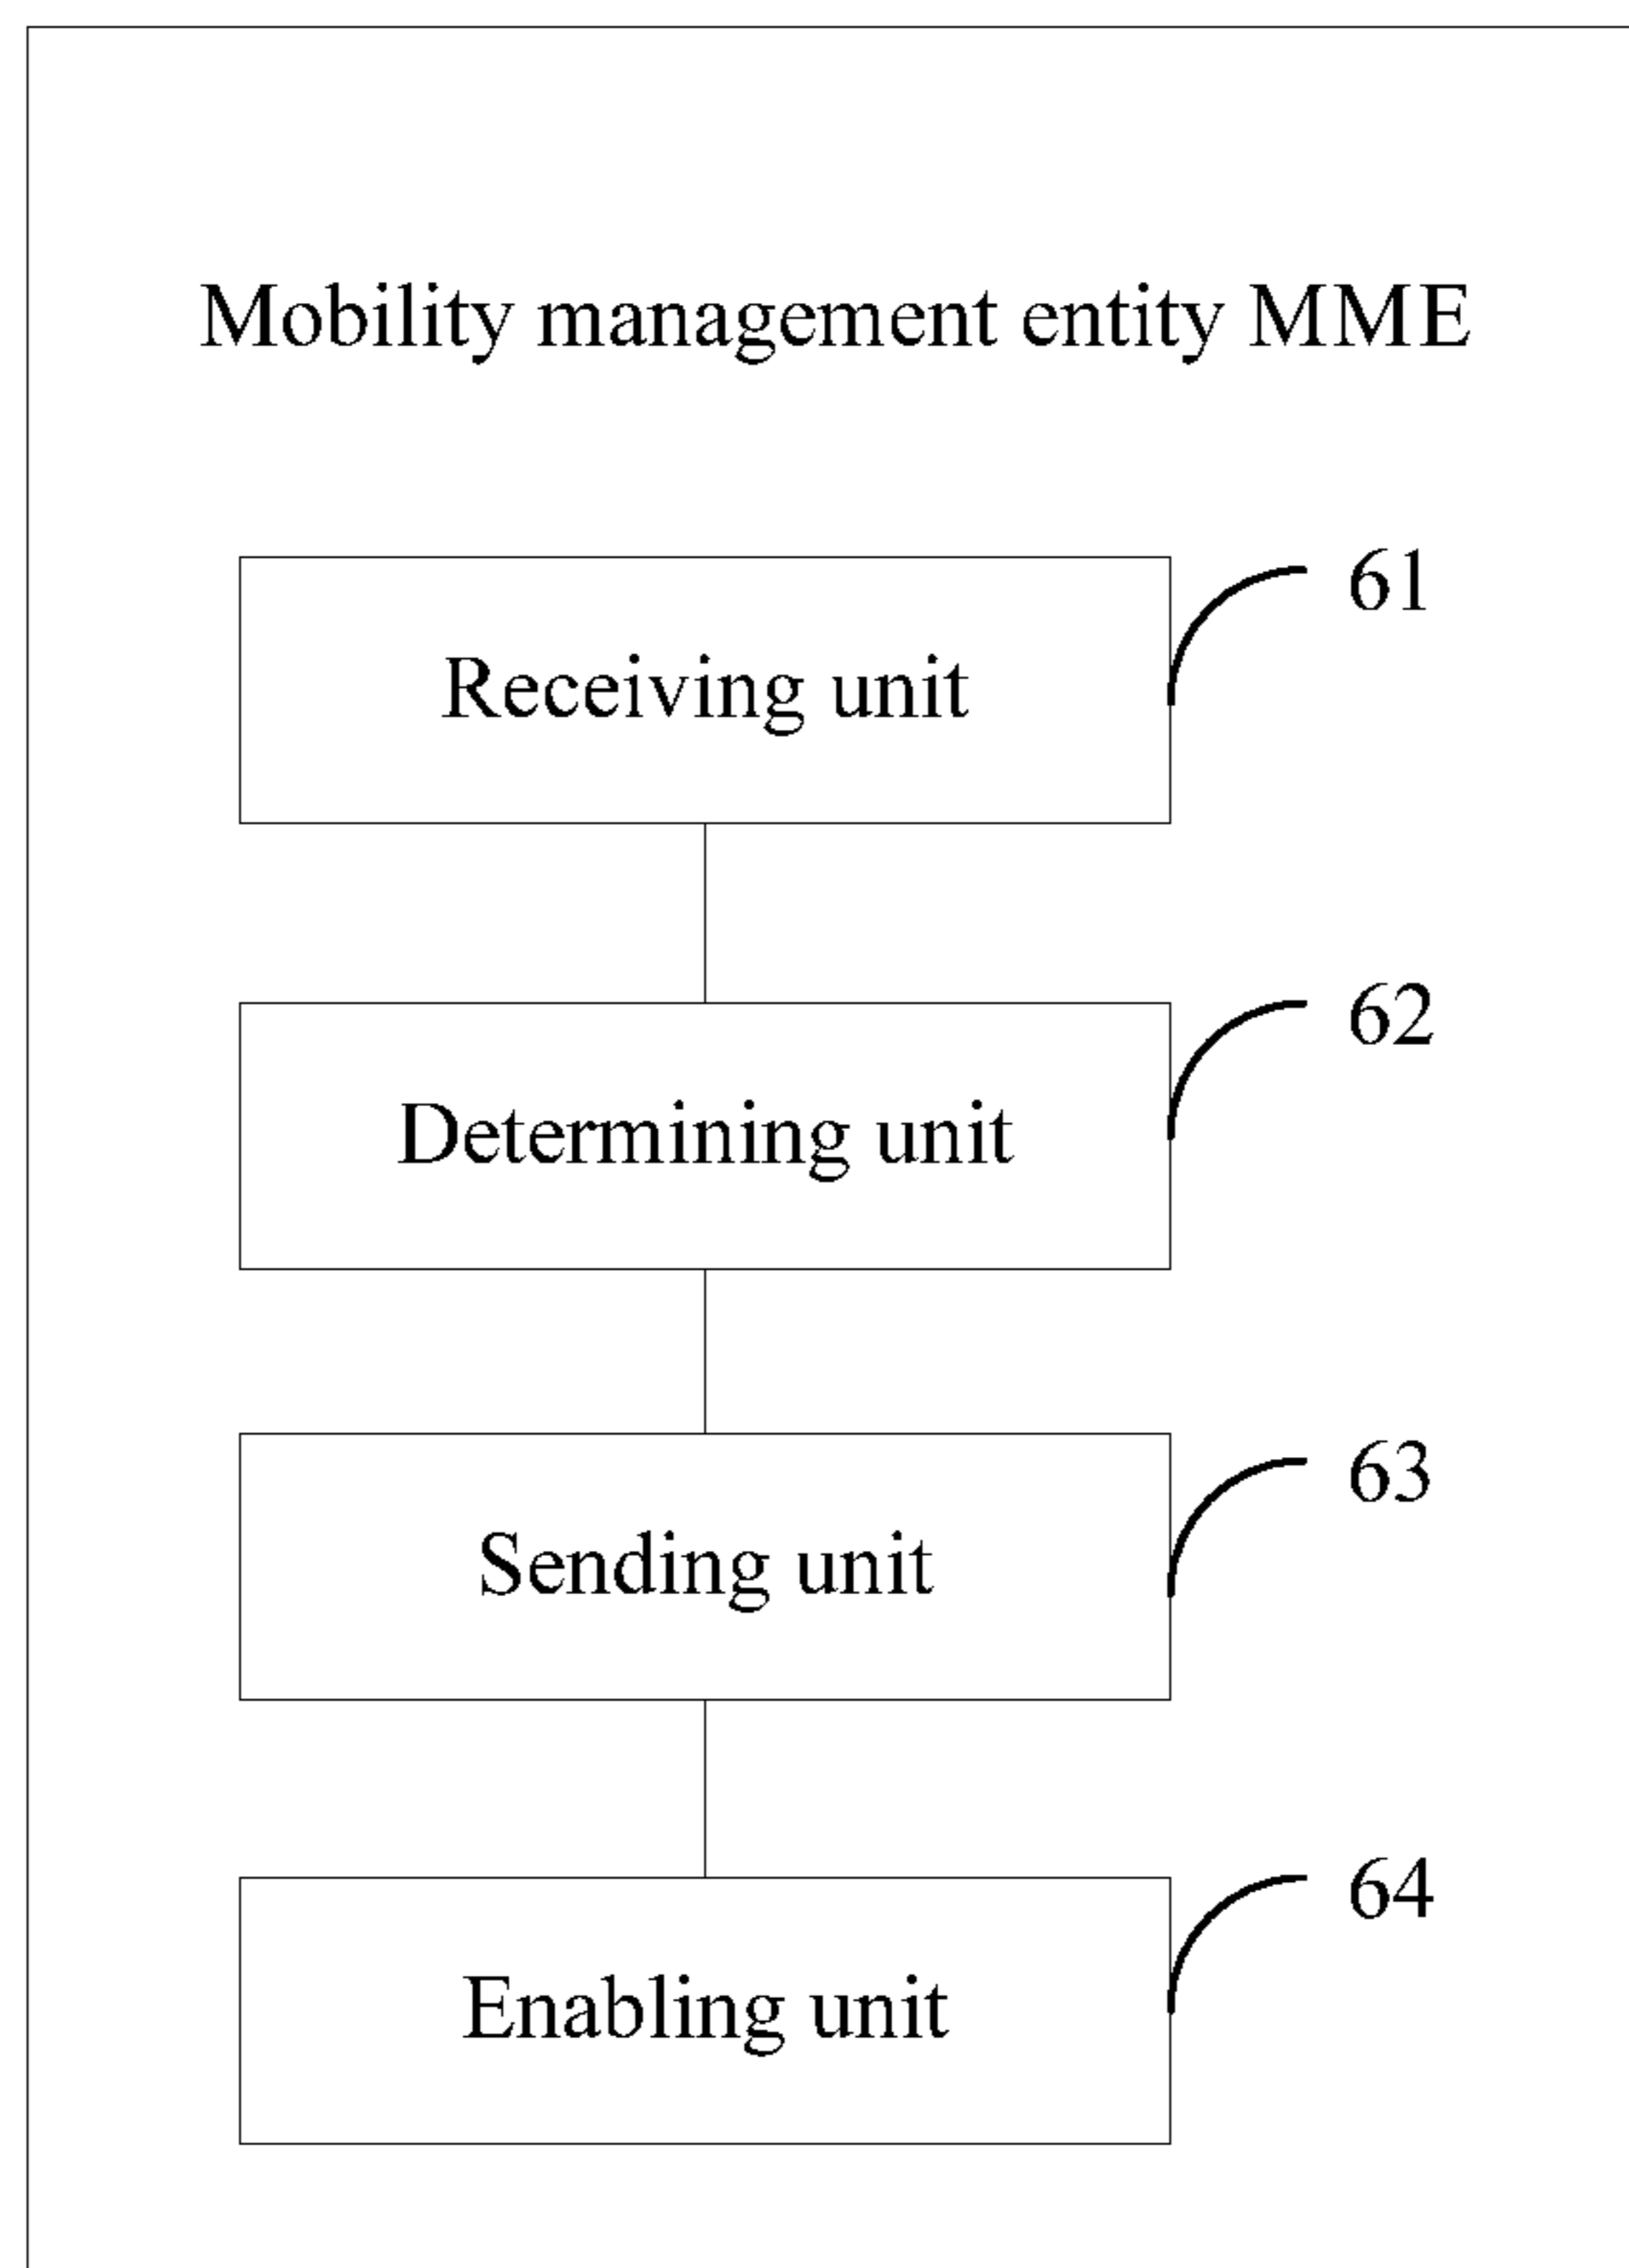 Mobility management entity MME
Receiving unit
61
Determining unit
62
Sending unit
63
Enabling unit
64